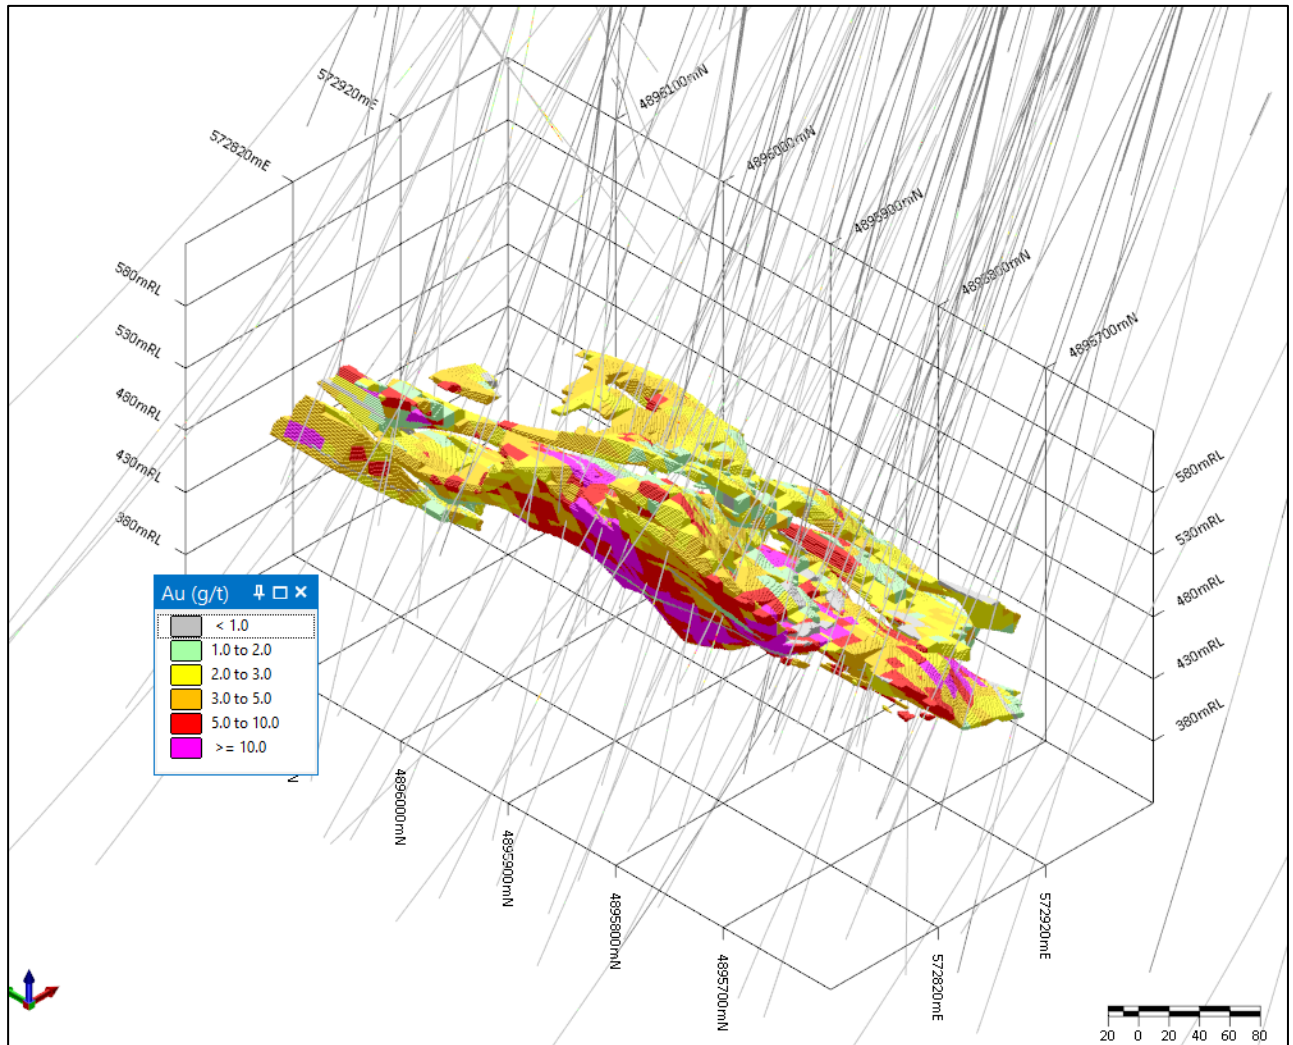 572920mE
4896100mN
572820mE
4896000mN
4895900mN
4895800mN
580mRL
4895700mN
530mRL
480mRL
430mRL
380mRL
580mRL
530mRL
480mRL
430mRL
380mRL
Au (g/t)
< 1.0
1.0 to 2.0
2.0 to 3.0
3.0 to 5.0
5.0 to 10.0
>= 10.0
N
4896000mN
4895900mN
4895800mN
4895700mN
572820mE
572920mE
20 0 20 40 60 80